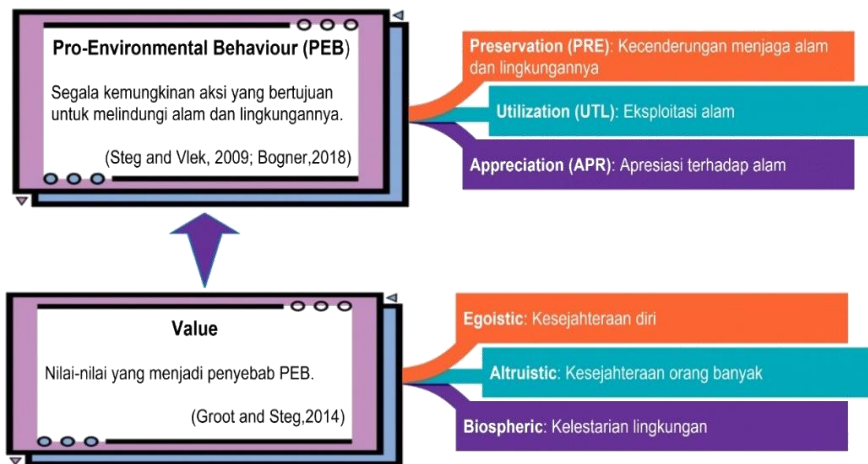 Pro-Environmental Behaviour (PEB)
Segala kemungkinan aksi yang bertujuan
untuk melindungi alam dan lingkungannya.
(Steg and Vlek, 2009; Bogner,2018)
Preservation (PRE): Kecenderungan menjaga alam
dan lingkungannya
Utilization (UTL): Eksploitasi alam
Appreciation (APR): Apresiasi terhadap alam
Value
Nilai-nilai yang menjadi penyebab PEB.
(Groot and Steg,2014)
Egoistic: Kesejahteraan diri
Altruistic: Kesejahteraan orang banyak
Biospheric: Kelestarian lingkungan